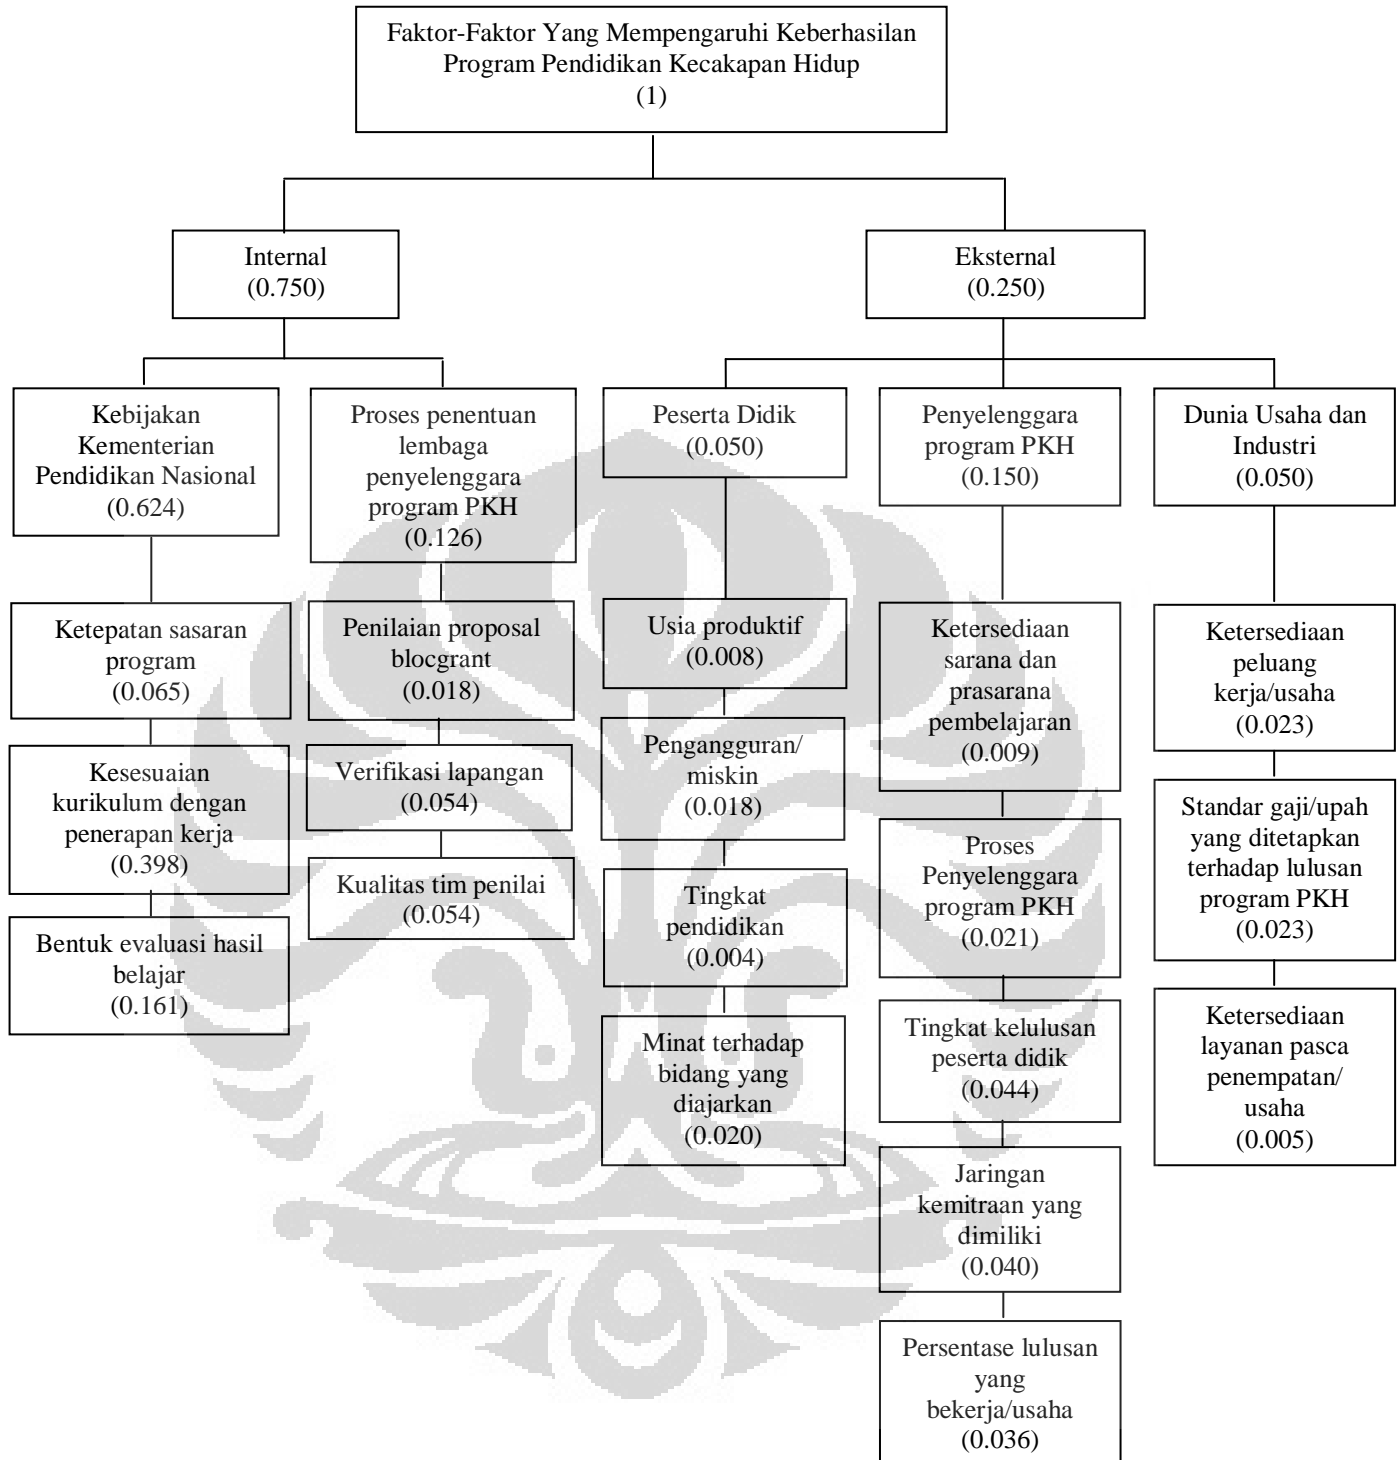 Faktor-Faktor Yang Mempengaruhi Keberhasilan
Program Pendidikan Kecakapan Hidup
(1)
Internal
(0.750)
Eksternal
(0.250)
Kebijakan
Kementerian
Pendidikan Nasional
(0.624)
Proses penentuan
lembaga
penyelenggara
program PKH
(0.126)
Peserta Didik
(0.050)
Penyelenggara
program PKH
(0.150)
Dunia Usaha dan
Industri
(0.050)
Ketepatan sasaran
program
(0.065)
Kesesuaian
kurikulum dengan
penerapan kerja
(0.398)
Bentuk evaluasi hasil
belajar
(0.161)
Penilaian proposal
blocgrant
(0.018)
Verifikasi lapangan
(0.054)
Kualitas tim penilai
(0.054)
Usia produktif
(0.008)
Pengangguran/
miskin
(0.018)
Tingkat
pendidikan
(0.004)
Minat terhadap
bidang yang
diajarkan
(0.020)
Ketersediaan
sarana dan
prasarana
pembelajaran
(0.009)
Proses
Penyelenggara
program PKH
(0.021)
Tingkat kelulusan
peserta didik
(0.044)
Jaringan
kemitraan yang
dimiliki
(0.040)
Persentase lulusan
yang
bekerja/usaha
(0.036)
Ketersediaan
peluang
kerja/usaha
(0.023)
Standar gaji/upah
yang ditetapkan
terhadap lulusan
program PKH
(0.023)
Ketersediaan
layanan pasca
penempatan/
usaha
(0.005)